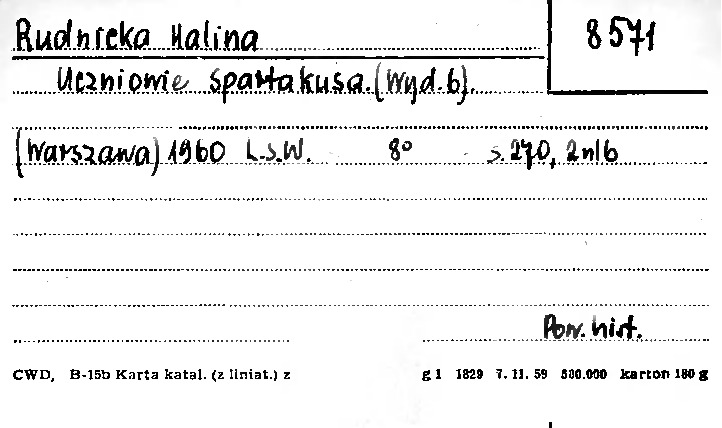 Rudnicka Halina
8571
Uczniowie Spartakusa. (Wyd. 6).
(Warszawa) 1960 L.S.W. 8° s. 270, 2nlb
Pow. hist.
CWD, B-15b Karta katal. (z liniat.) z g 1 1829 7. 11. 59 500.000 karton 180 g